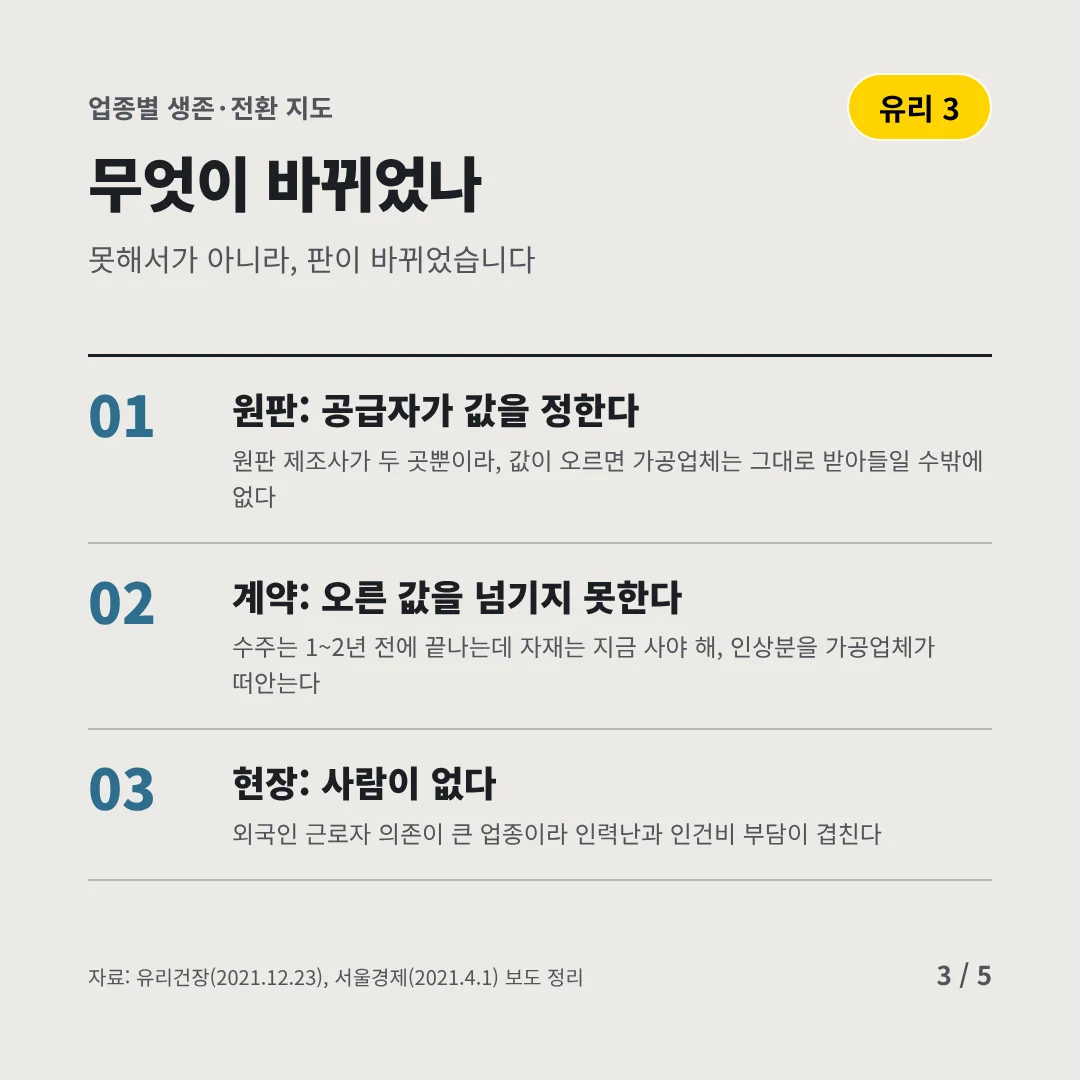 업종별 생존·전환 지도
유리 3
무엇이 바뀌었나
못해서가 아니라, 판이 바뀌었습니다
01
원판: 공급자가 값을 정한다
원판 제조사가 두 곳뿐이라, 값이 오르면 가공업체는 그대로 받아들일 수밖에
없다
02
계약: 오른 값을 넘기지 못한다
수주는 1~2년 전에 끝나는데 자재는 지금 사야 해, 인상분을 가공업체가
떠안는다
03
현장: 사람이 없다
외국인 근로자 의존이 큰 업종이라 인력난과 인건비 부담이 겹친다
자료: 유리건장(2021.12.23), 서울경제(2021.4.1) 보도 정리
3 / 5